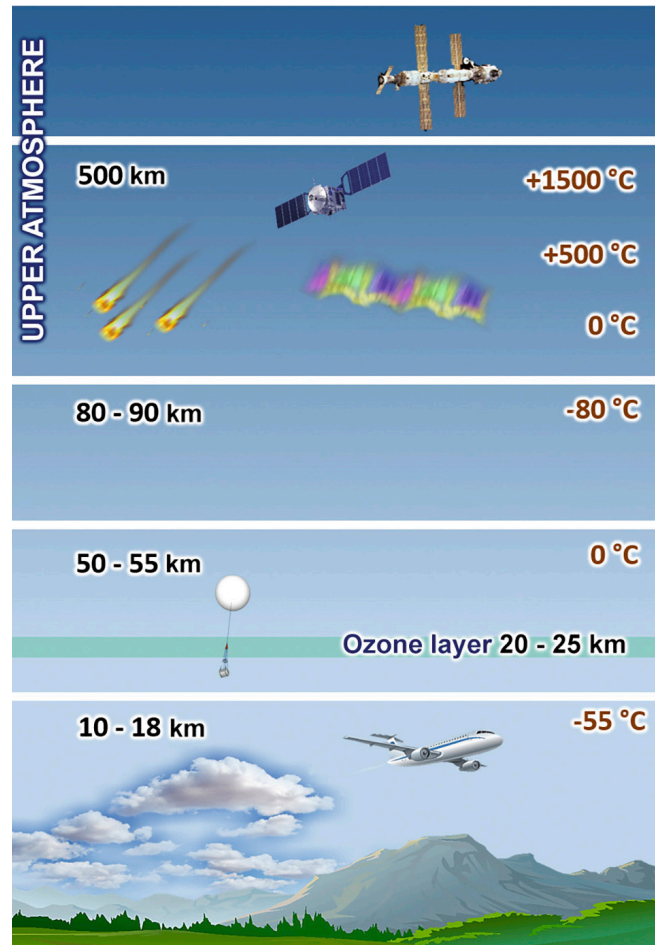 UPPER ATMOSPHERE
500 km
+1500 °C
+500 °C
0 °C
80 - 90 km
-80 °C
50 - 55 km
0 °C
Ozone layer 20 - 25 km
10 - 18 km
-55 °C